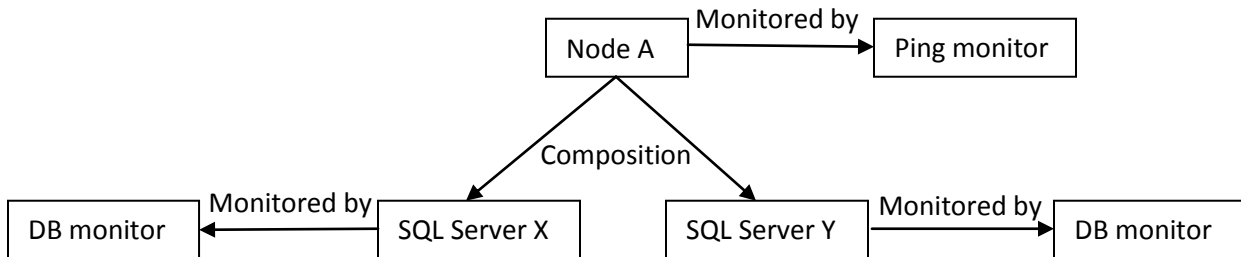 Monitored by
Node A
Ping monitor
Composition
Monitored by
Monitored by
DB monitor
SQL Server X
SQL Server Y
DB monitor